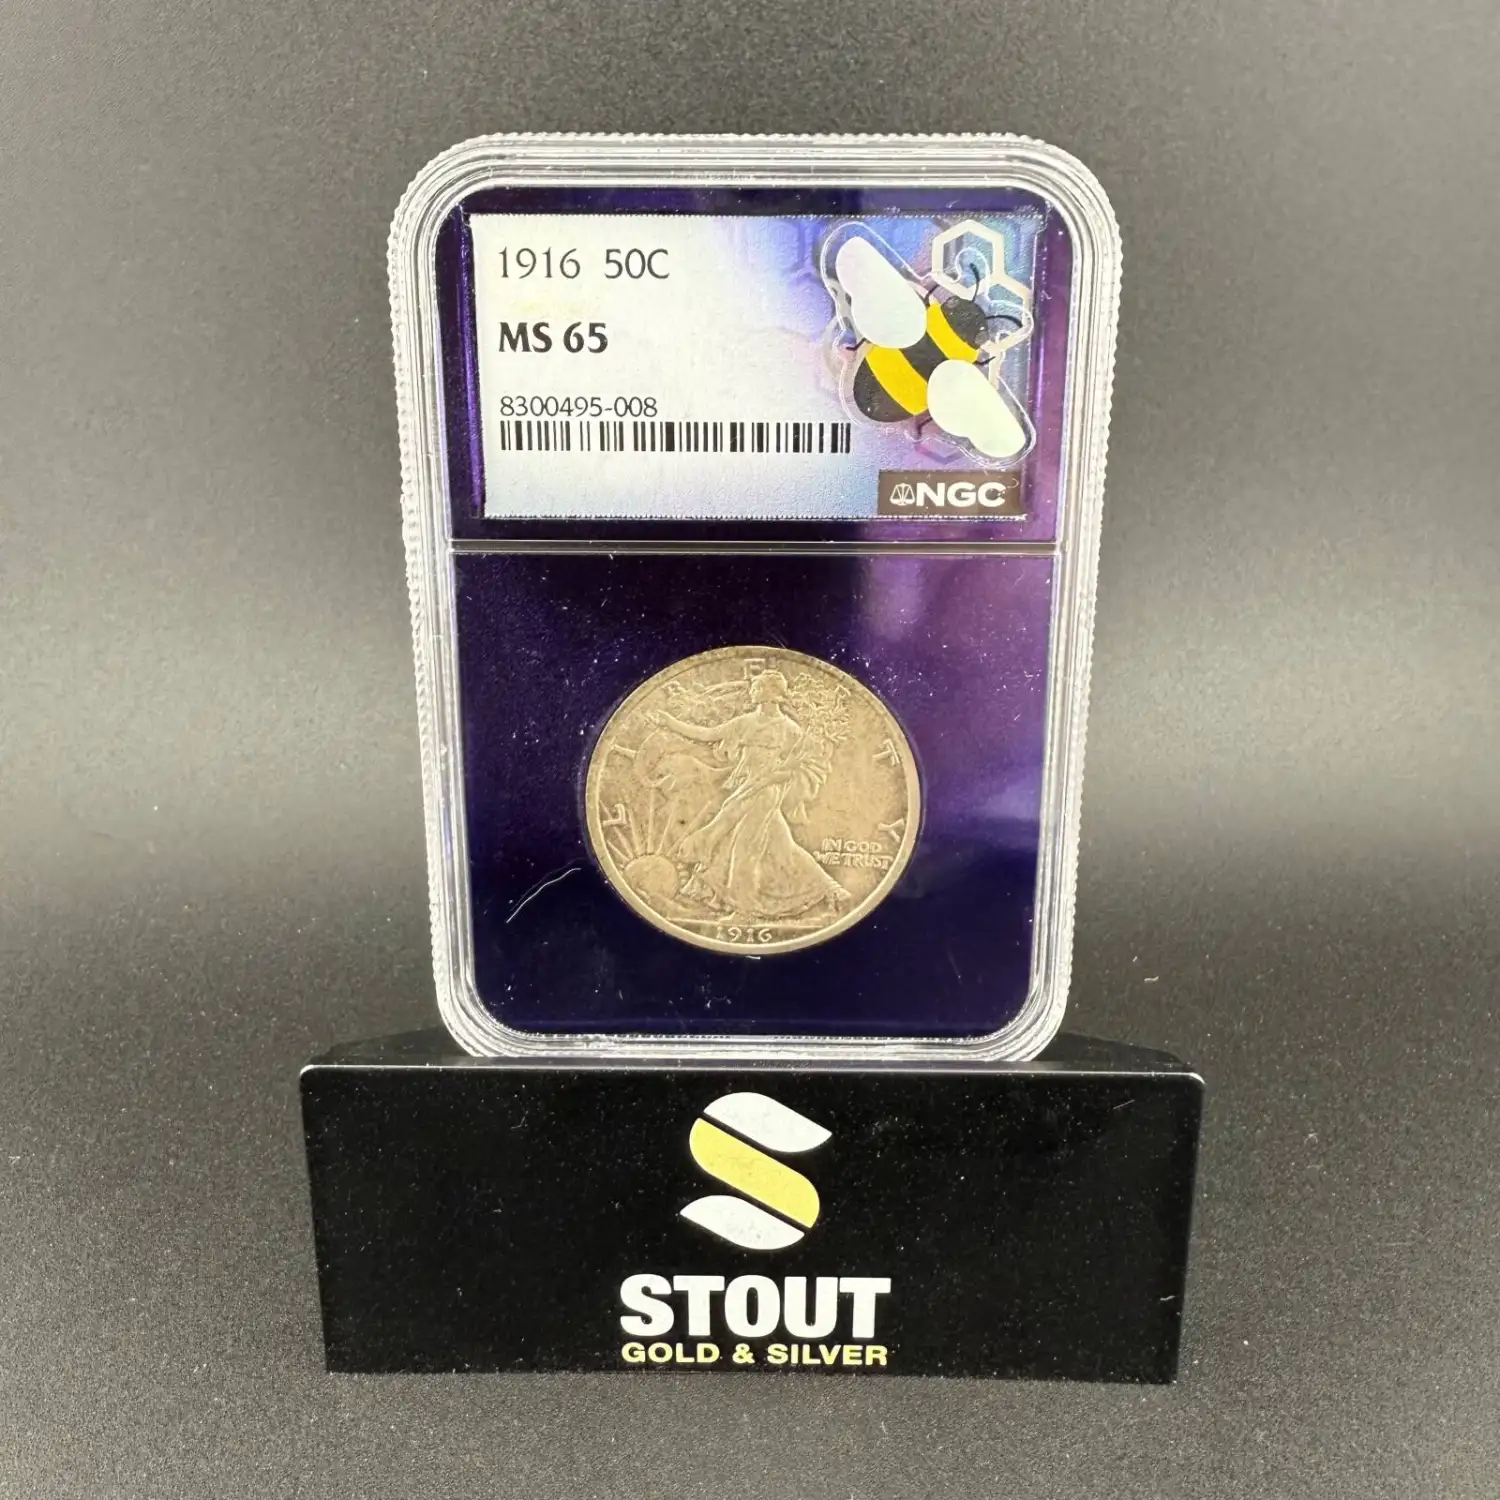 1916 50C
MS 65
8300495-008
NGC
LIBERTY
IN GOD
WE TRUST
1916
STOUT
GOLD & SILVER